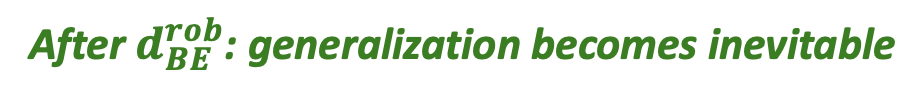 After $d_{BE}^{rob}$: generalization becomes inevitable